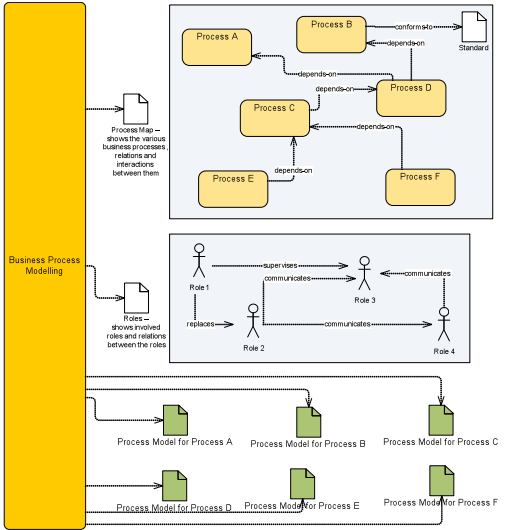 Business Process
Modelling
Process Map –
shows the various
business processes,
relations and
interactions
between them
Process A
Process B
conforms-to
Standard
depends-on
depends-on
Process D
depends-on
Process C
depends-on
depends-on
Process E
Process F
Roles –
shows involved
roles and relations
between the roles
Role1
supervises
communicates
Role 3
communicates
replaces
Role 2
communicates
Role 4
Process Model for Process A
Process Model for Process B
Process Model for Process C
Process Model for Process D
Process Model for Process E
Process Model for Process F